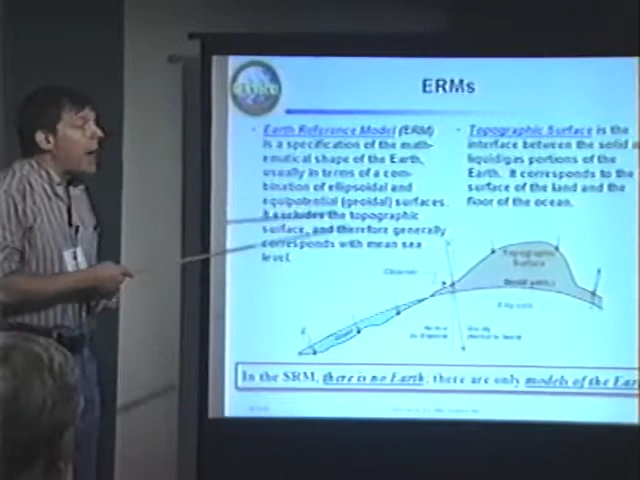 ERMs
Earth Reference Model (ERM)
is a specification of the math-
ematical shape of the Earth,
usually in terms of a com-
bination of ellipsoidal and
equipotential (geoidal) surfaces.
It excludes the topographic
surface, and therefore generally
corresponds with mean sea
level.
Topographic Surface is the
interface between the solid
liquid/gas portions of the
Earth. It corresponds to the
surface of the land and the
floor of the ocean.
Topographic
Surface
Observer
In the SRM, there is no Earth; there are only models of the